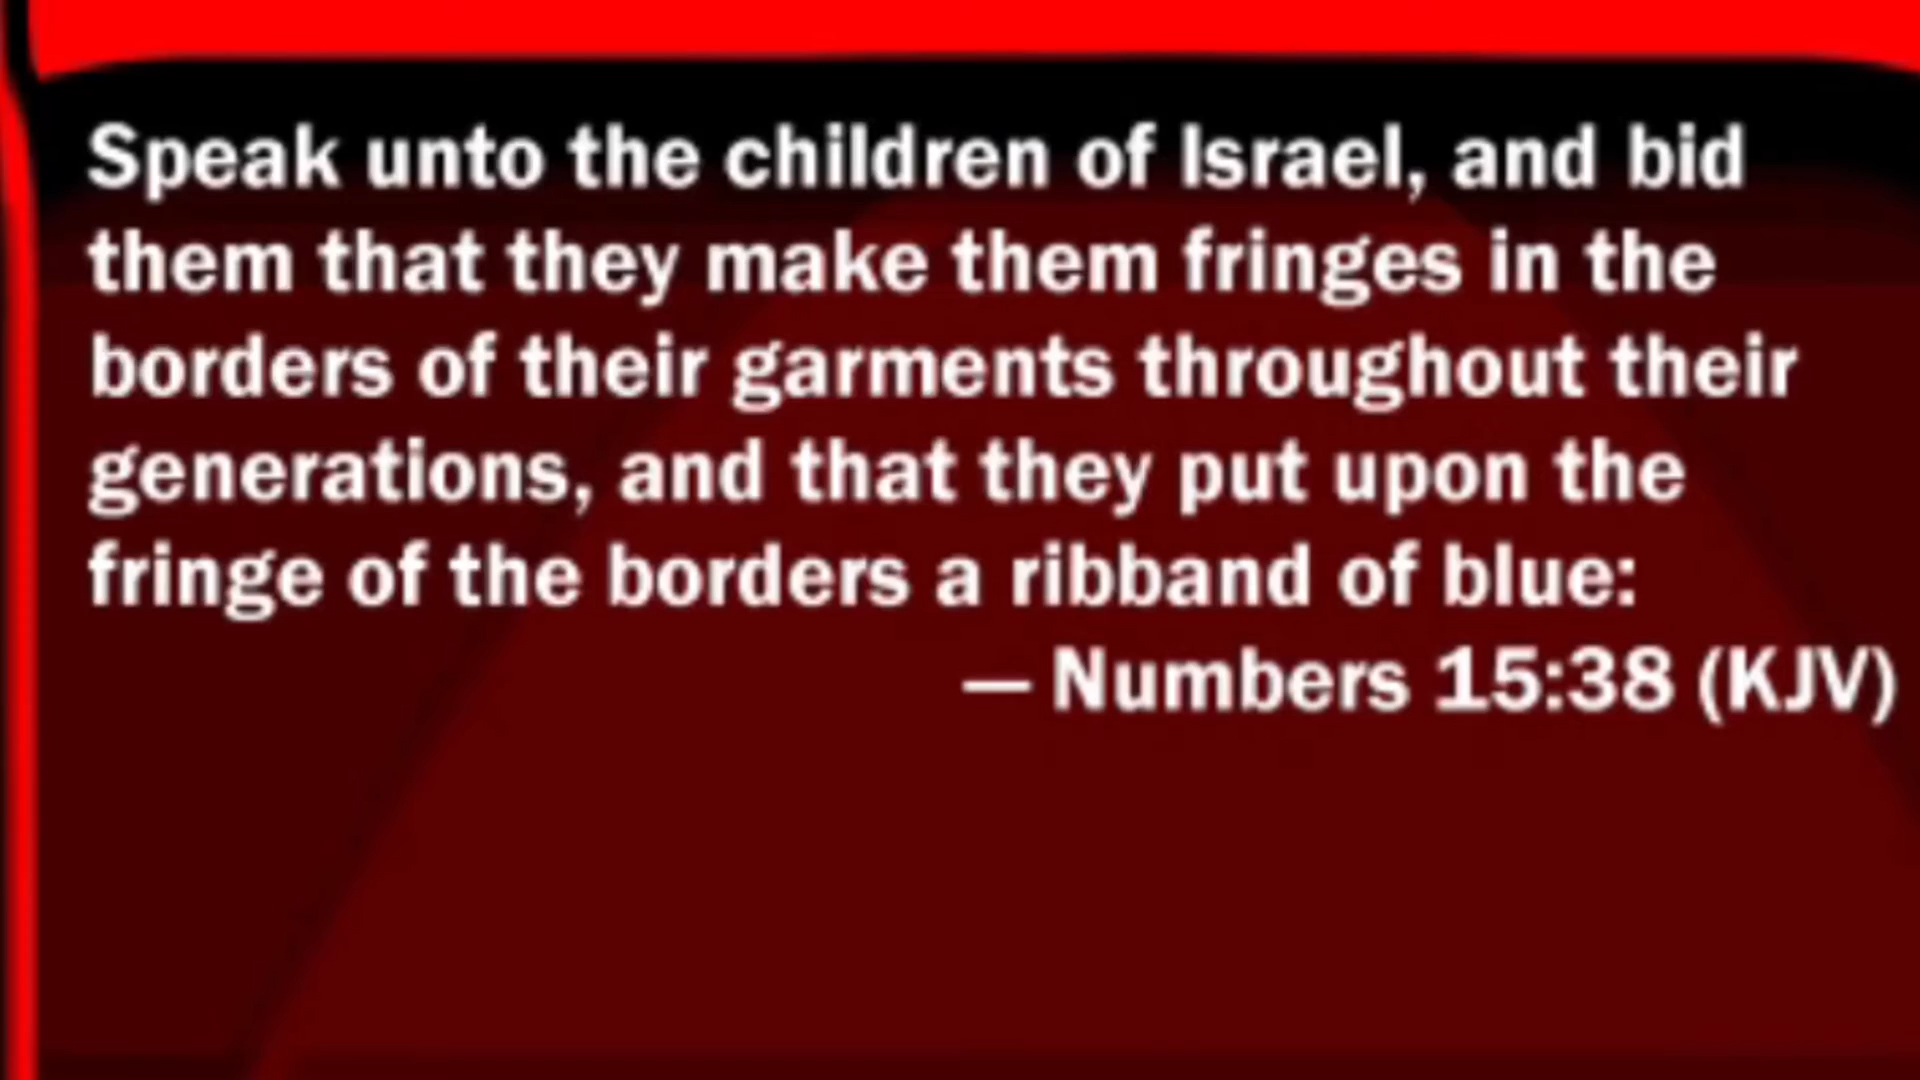 Speak unto the children of Israel, and bid
them that they make them fringes in the
borders of their garments throughout their
generations, and that they put upon the
fringe of the borders a ribband of blue:
— Numbers 15:38 (KJV)